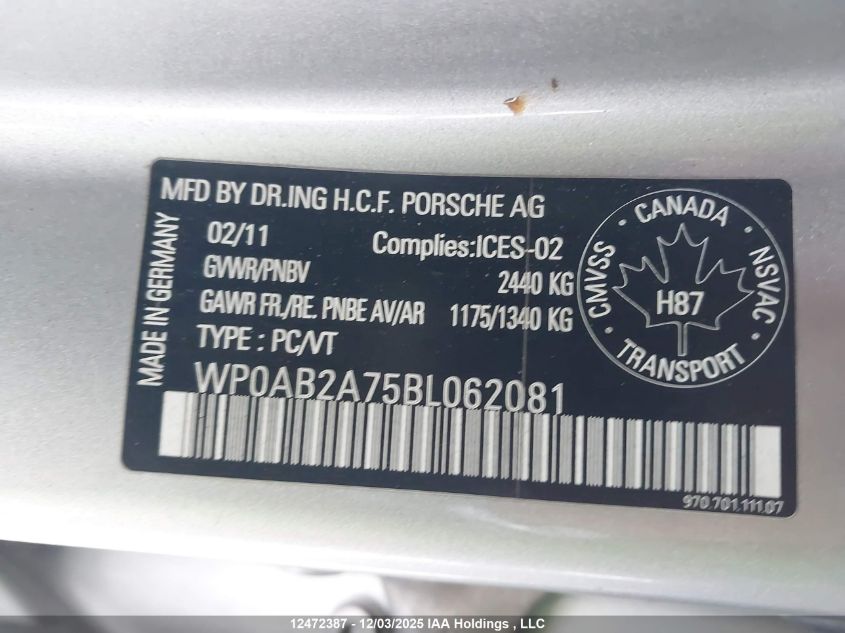 MFD BY DR.ING H.C.F. PORSCHE AG
02/11 Complies:ICES-02
GVWR/PNBV 2440 KG
GAWR FR./RE. PNBE AV/AR 1175/1340 KG
TYPE : PC/VT
WP0AB2A75BL062081
MADE IN GERMANY
CANADA
CMVSS
NSVAC
H87
TRANSPORT
970.701.111.07
12472387 - 12/03/2025 IAA Holdings , LLC